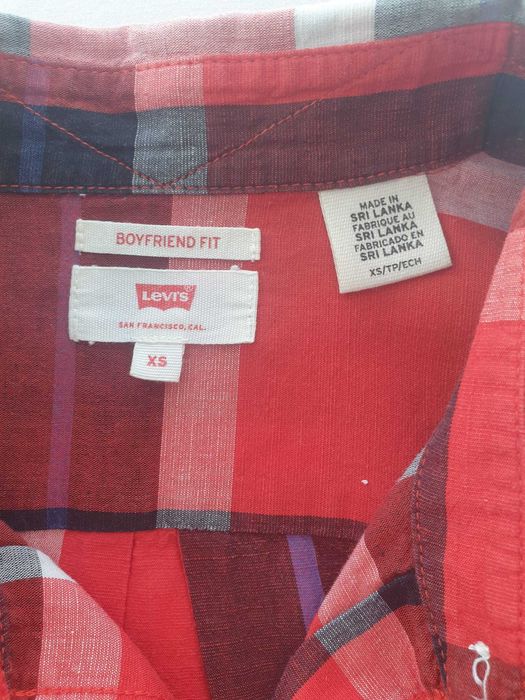 BOYFRIEND FIT
Levi's
SAN FRANCISCO, CAL.
XS
MADE IN
SRI LANKA
FABRIQUE AU
SRI LANKA
FABRICADO EN
SRI LANKA
XS/TP/ECH